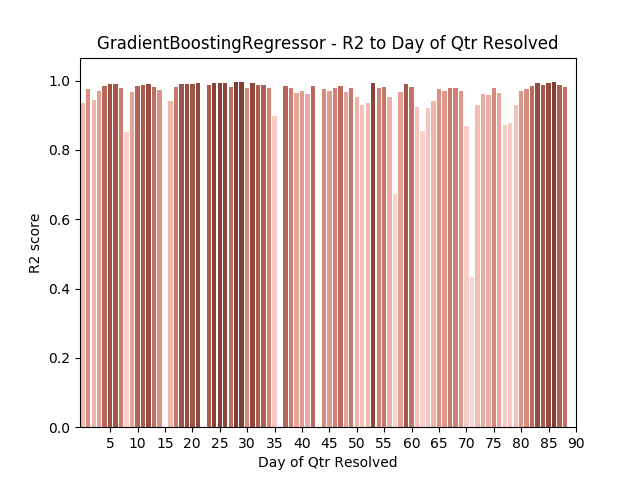 GradientBoostingRegressor - R2 to Day of Qtr Resolved
1.0
0.8
0.6
0.4
0.2
0.0
R2 score
5 10 15 20 25 30 35 40 45 50 55 60 65 70 75 80 85 90
Day of Qtr Resolved